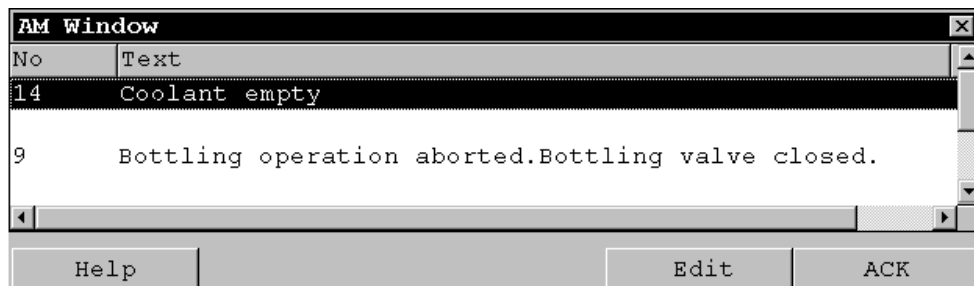 AM Window
No Text
14 Coolant empty
9 Bottling operation aborted.Bottling valve closed.
Help Edit ACK